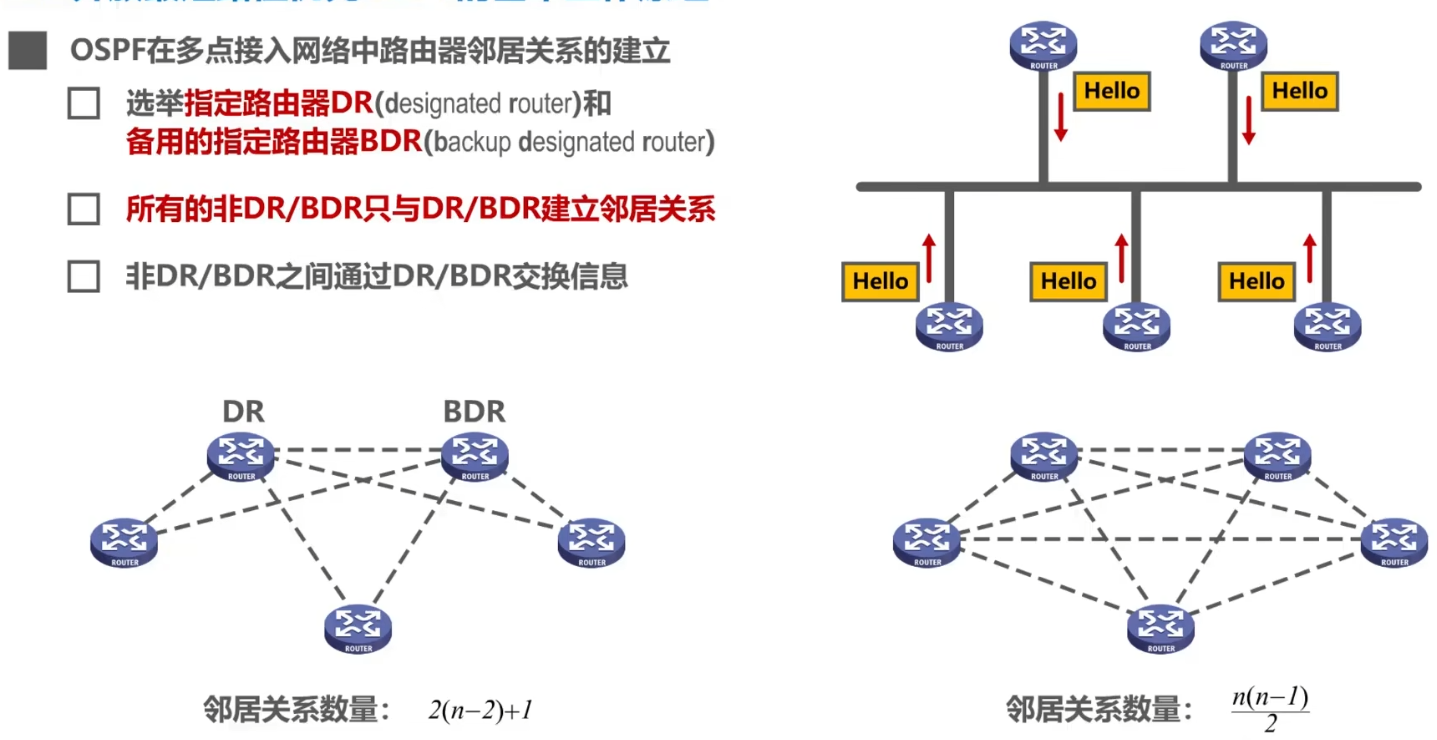 OSPF在多点接入网络中路由器邻居关系的建立
选举指定路由器DR(designated router)和
备用的指定路由器BDR(backup designated router)
所有的非DR/BDR只与DR/BDR建立邻居关系
非DR/BDR之间通过DR/BDR交换信息
ROUTER
ROUTER
Hello
Hello
Hello
Hello
Hello
ROUTER
ROUTER
ROUTER
DR
BDR
ROUTER
ROUTER
ROUTER
ROUTER
ROUTER
邻居关系数量： 2(n−2)+1
ROUTER
ROUTER
ROUTER
ROUTER
ROUTER
邻居关系数量： n(n−1)/2